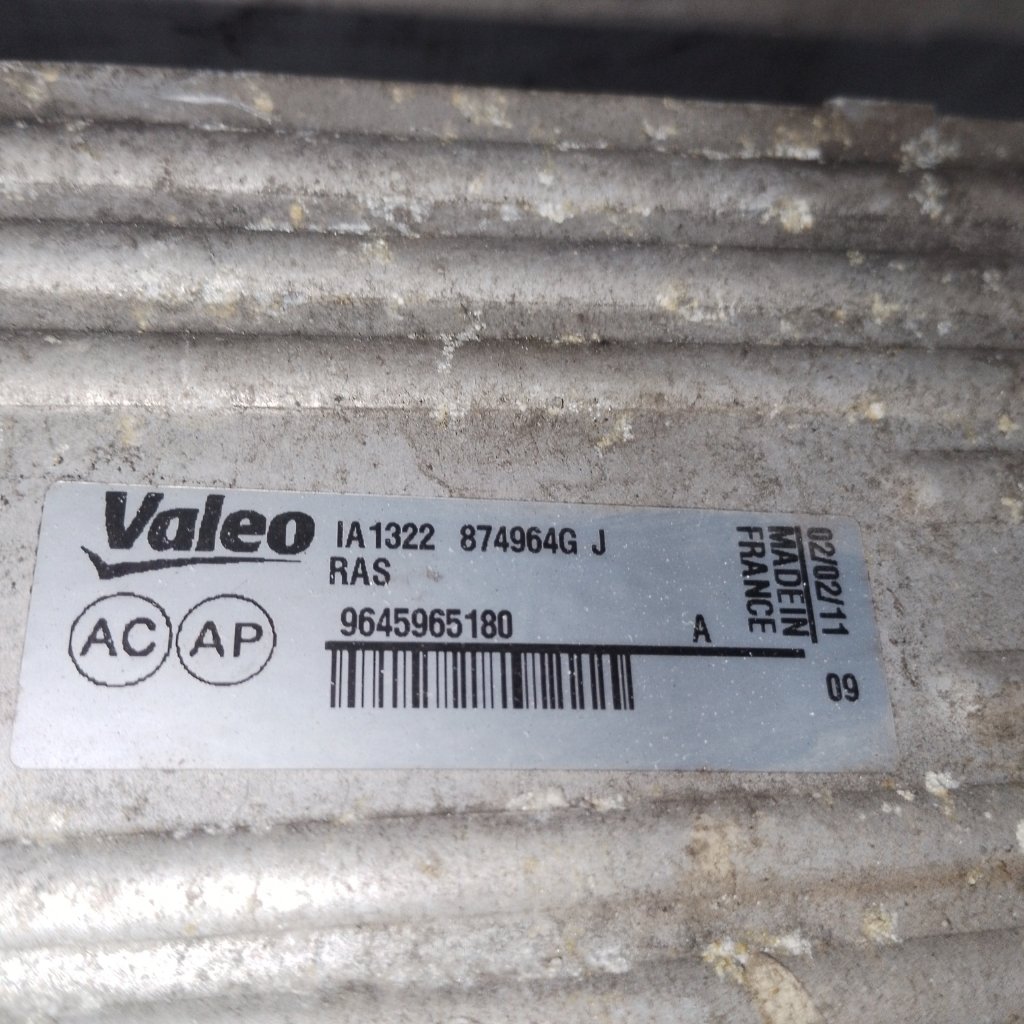 Valeo
IA1322 874964G J
RAS
AC AP
9645965180 A
02/02/11
MADE IN
FRANCE
09